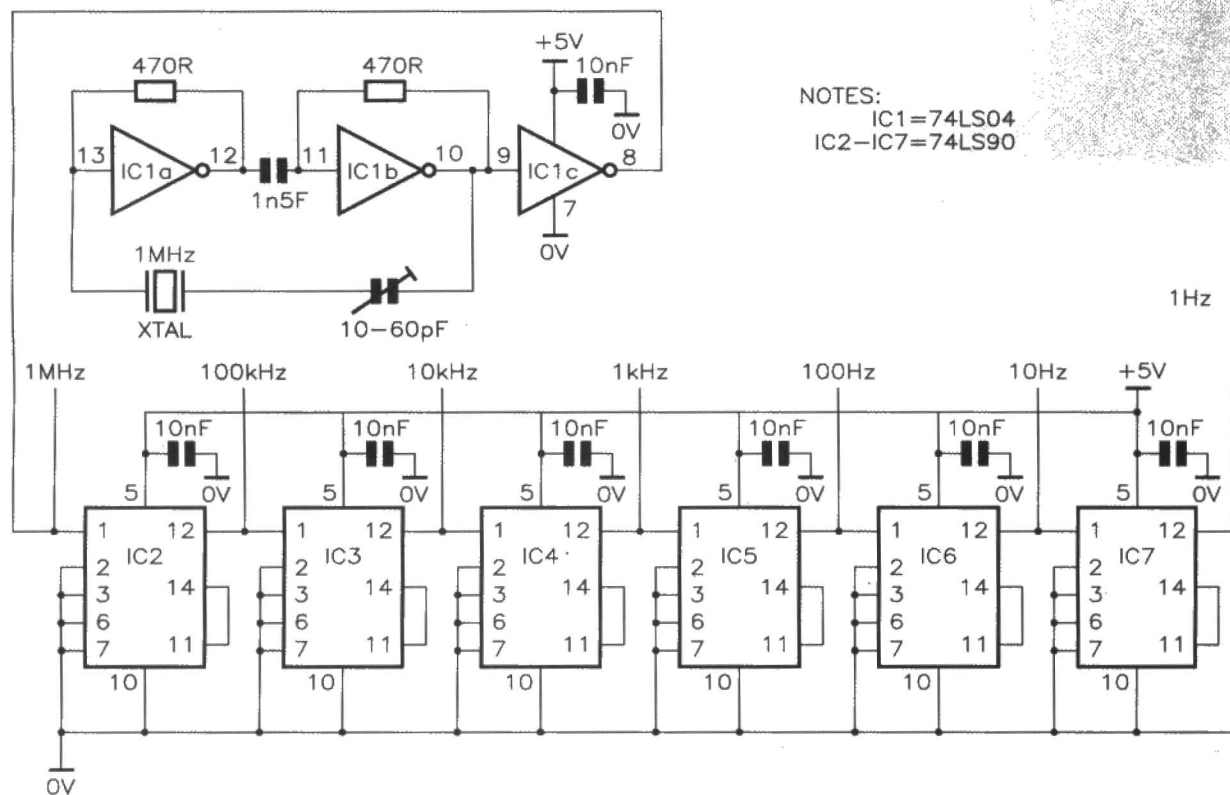 470R
470R
+5V
10nF
0V
NOTES:
IC1=74LS04
IC2-IC7=74LS90
13
IC1a
12
1n5F
11
IC1b
10
9
IC1c
8
7
0V
1MHz
XTAL
10-60pF
1Hz
1MHz
100kHz
10kHz
1kHz
100Hz
10Hz
+5V
10nF
10nF
10nF
10nF
10nF
10nF
5
0V
5
0V
5
0V
5
0V
5
0V
5
0V
1
IC2
12
2
3
14
6
7
11
10
1
IC3
12
2
3
14
6
7
11
10
1
IC4
12
2
3
14
6
7
11
10
1
IC5
12
2
3
14
6
7
11
10
1
IC6
12
2
3
14
6
7
11
10
1
IC7
12
2
3
14
6
7
11
10
0V